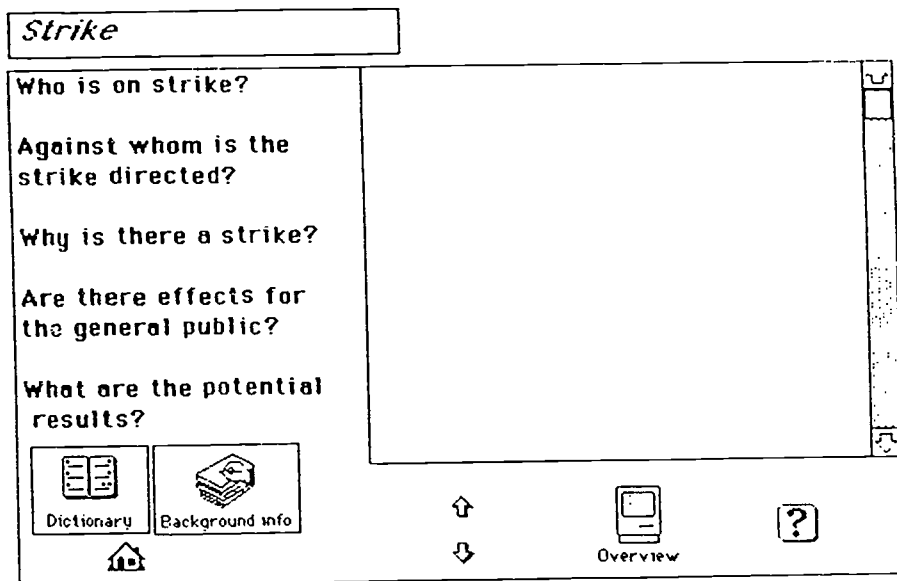 Strike
Who is on strike?
Against whom is the
strike directed?
Why is there a strike?
Are there effects for
the general public?
What are the potential
results?
Dictionary
Background info
Overview
?